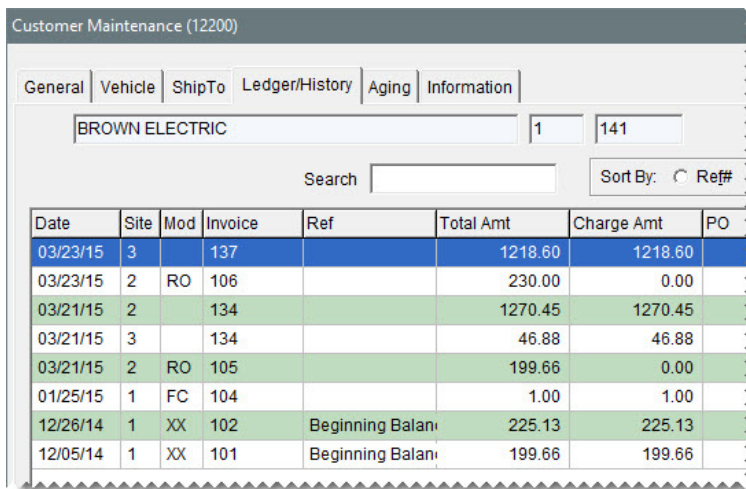 Customer Maintenance (12200)
General Vehicle ShipTo Ledger/History Aging Information
BROWN ELECTRIC 1 141
Search Sort By: Ref#
Date Site Mod Invoice Ref Total Amt Charge Amt PO
03/23/15 3 137 1218.60 1218.60
03/23/15 2 RO 106 230.00 0.00
03/21/15 2 134 1270.45 1270.45
03/21/15 3 134 46.88 46.88
03/21/15 2 RO 105 199.66 0.00
01/25/15 1 FC 104 1.00 1.00
12/26/14 1 XX 102 Beginning Balan 225.13 225.13
12/05/14 1 XX 101 Beginning Balan 199.66 199.66